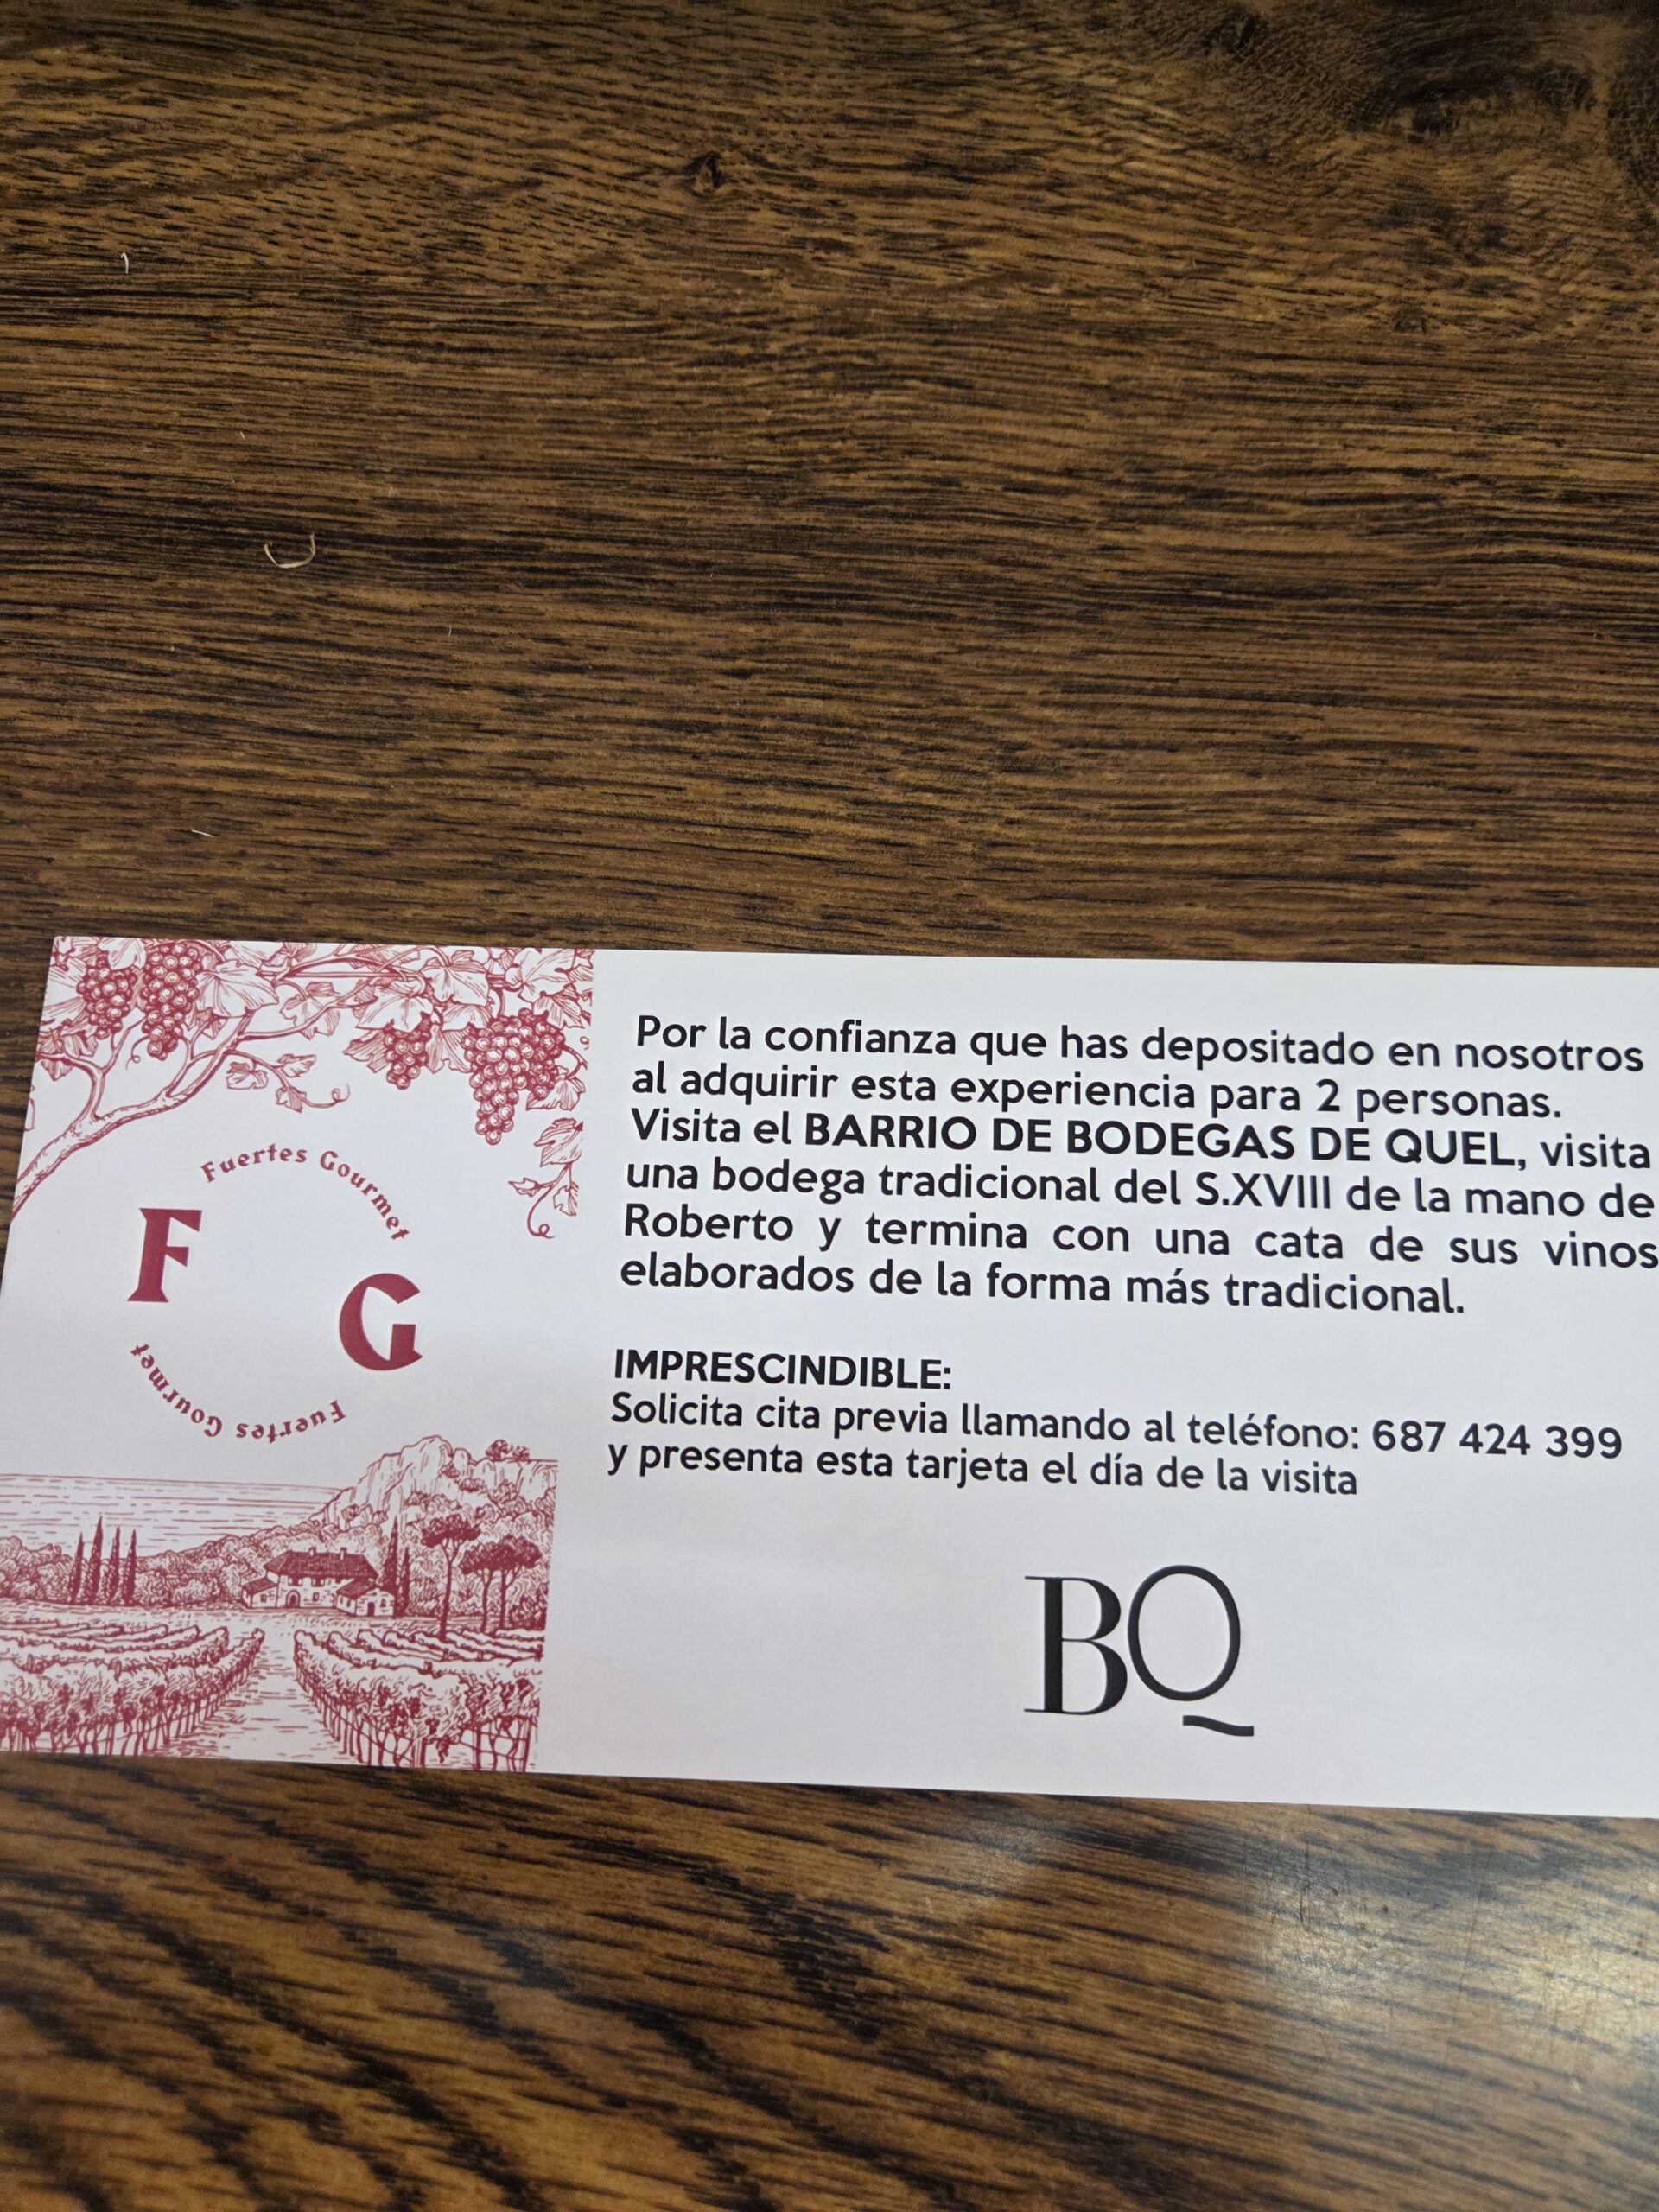 Fuertes Gourmet
F
G
Fuertes Gourmet
Por la confianza que has depositado en nosotros
al adquirir esta experiencia para 2 personas.
Visita el BARRIO DE BODEGAS DE QUEL, visita
una bodega tradicional del S.XVIII de la mano de
Roberto y termina con una cata de sus vinos
elaborados de la forma más tradicional.
IMPRESCINDIBLE:
Solicita cita previa llamando al teléfono: 687 424 399
y presenta esta tarjeta el día de la visita
BQ